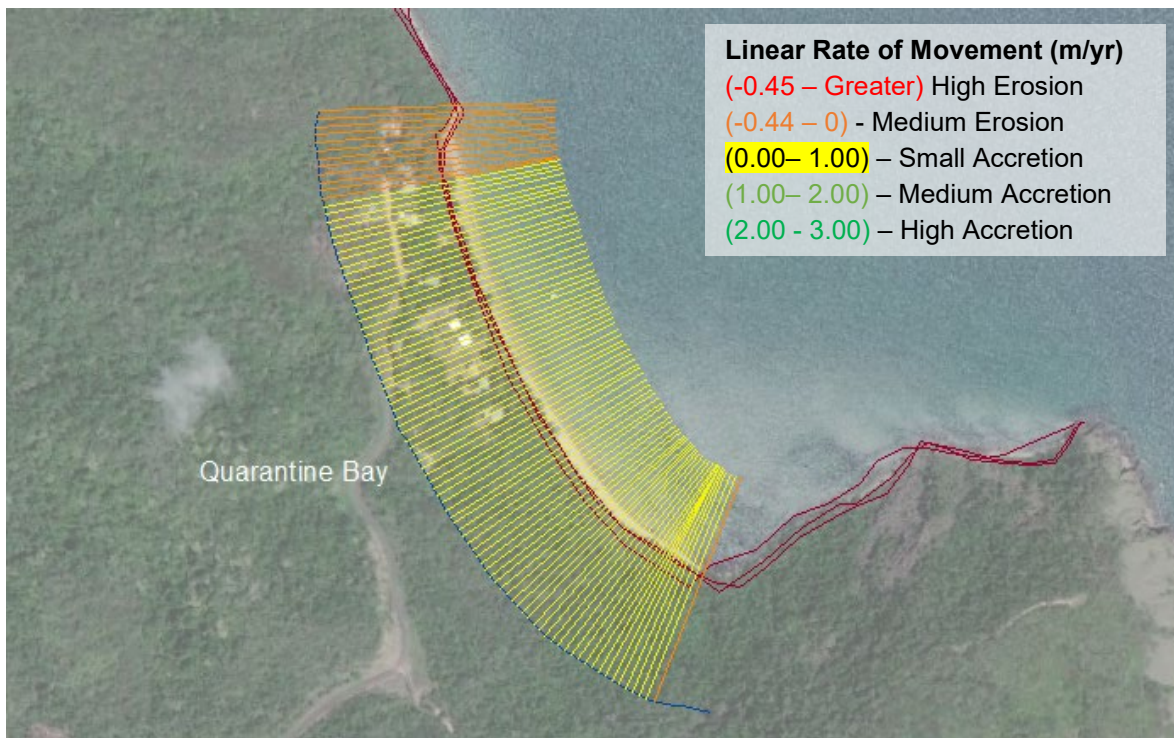 Linear Rate of Movement (m/yr)
(-0.45 – Greater) High Erosion
(-0.44 – 0) - Medium Erosion
(0.00– 1.00) – Small Accretion
(1.00– 2.00) – Medium Accretion
(2.00 - 3.00) – High Accretion
Quarantine Bay